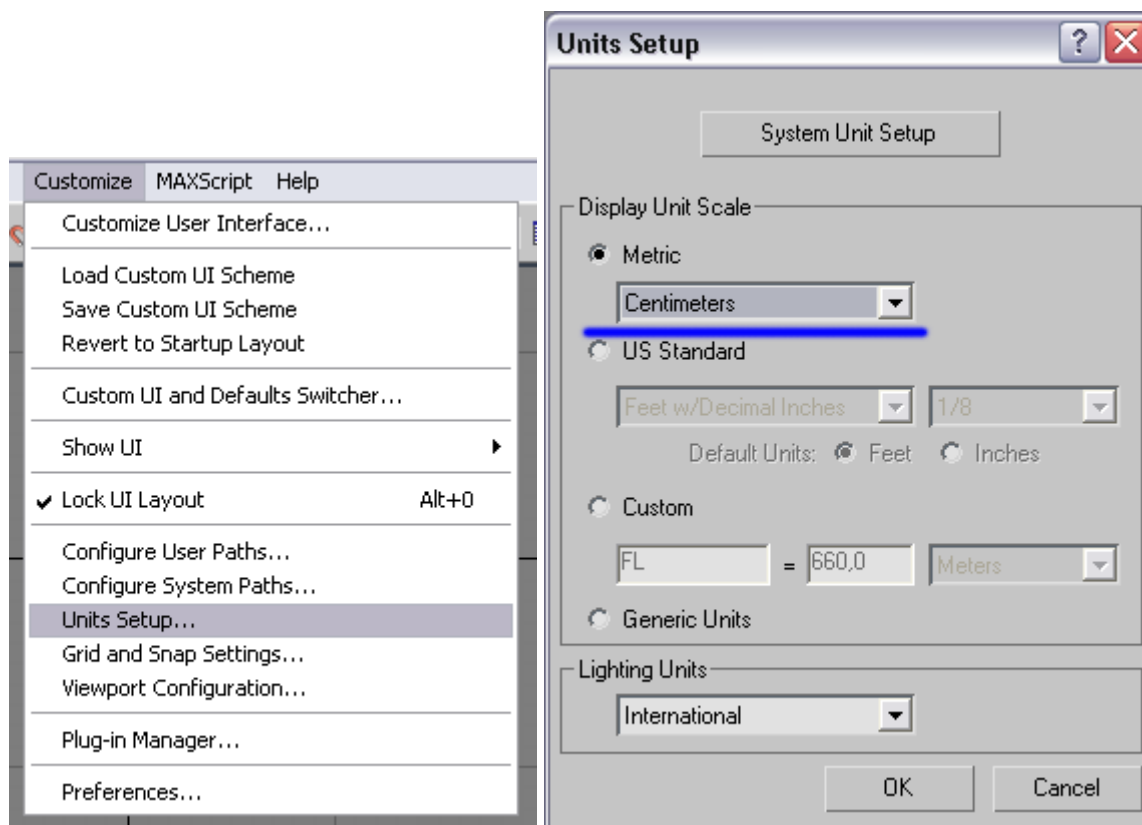 Customize MAXScript Help
Customize User Interface...
Load Custom UI Scheme
Save Custom UI Scheme
Revert to Startup Layout
Custom UI and Defaults Switcher...
Show UI
Lock UI Layout Alt+0
Configure User Paths...
Configure System Paths...
Units Setup...
Grid and Snap Settings...
Viewport Configuration...
Plug-in Manager...
Preferences...
Units Setup
System Unit Setup
Display Unit Scale
Metric
Centimeters
US Standard
Feet w/Decimal Inches 1/8
Default Units: Feet Inches
Custom
FL = 660,0 Meters
Generic Units
Lighting Units
International
OK Cancel